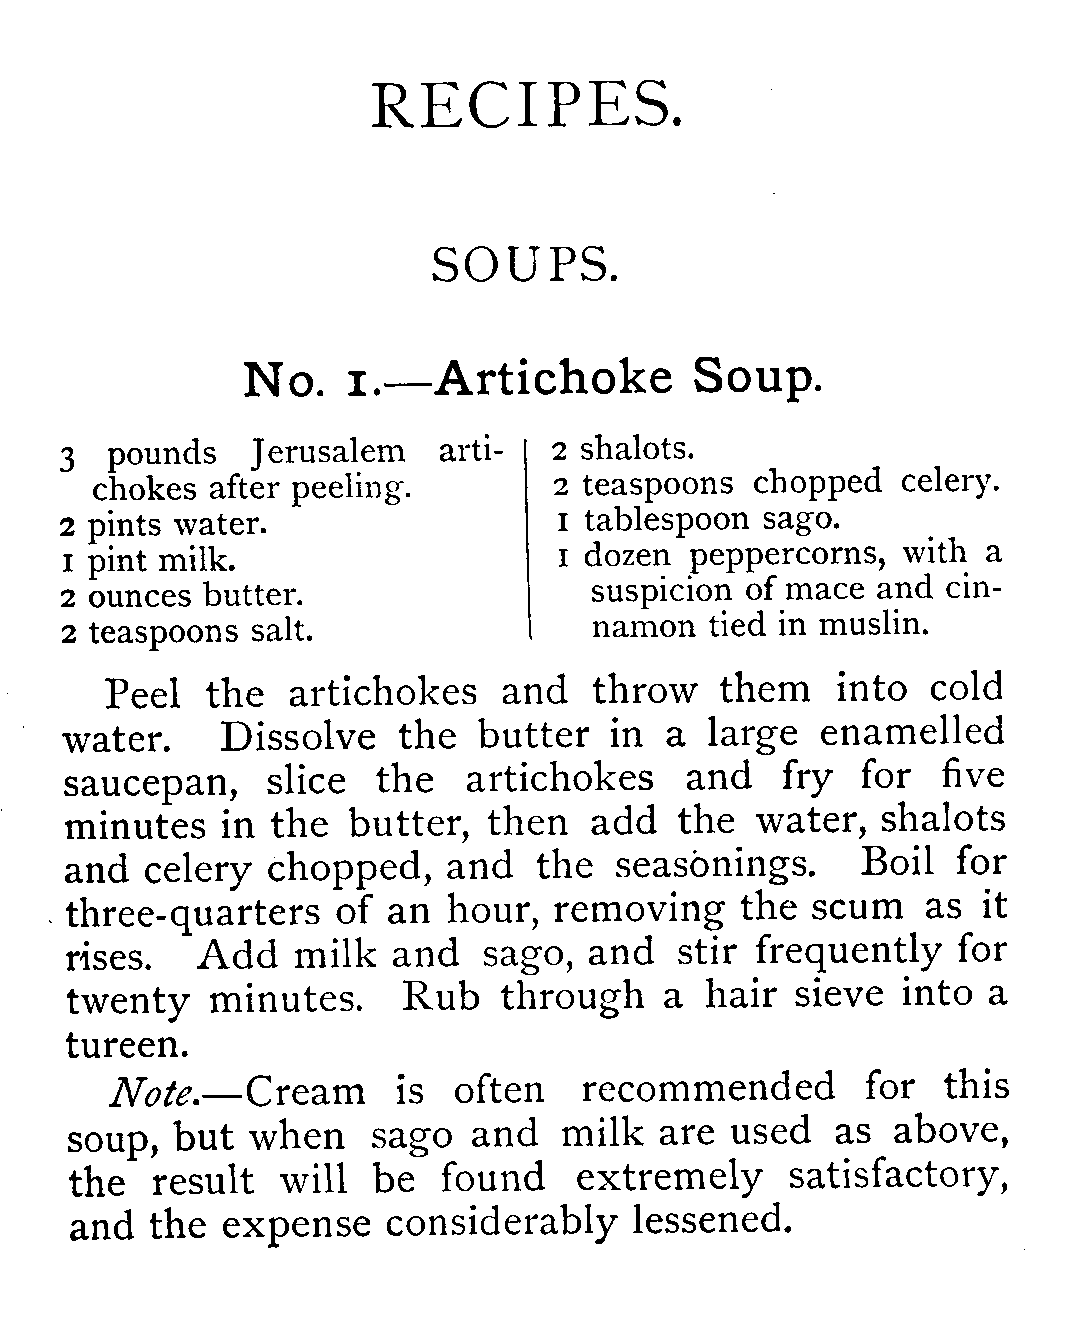 RECIPES.
SOUPS.
No. 1.—Artichoke Soup.
3 pounds Jerusalem arti-
chokes after peeling.
2 pints water.
1 pint milk.
2 ounces butter.
2 teaspoons salt.
2 shalots.
2 teaspoons chopped celery.
1 tablespoon sago.
1 dozen peppercorns, with a
suspicion of mace and cin-
namon tied in muslin.
Peel the artichokes and throw them into cold
water. Dissolve the butter in a large enamelled
saucepan, slice the artichokes and fry for five
minutes in the butter, then add the water, shalots
and celery chopped, and the seasonings. Boil for
three-quarters of an hour, removing the scum as it
rises. Add milk and sago, and stir frequently for
twenty minutes. Rub through a hair sieve into a
tureen.
Note.—Cream is often recommended for this
soup, but when sago and milk are used as above,
the result will be found extremely satisfactory,
and the expense considerably lessened.